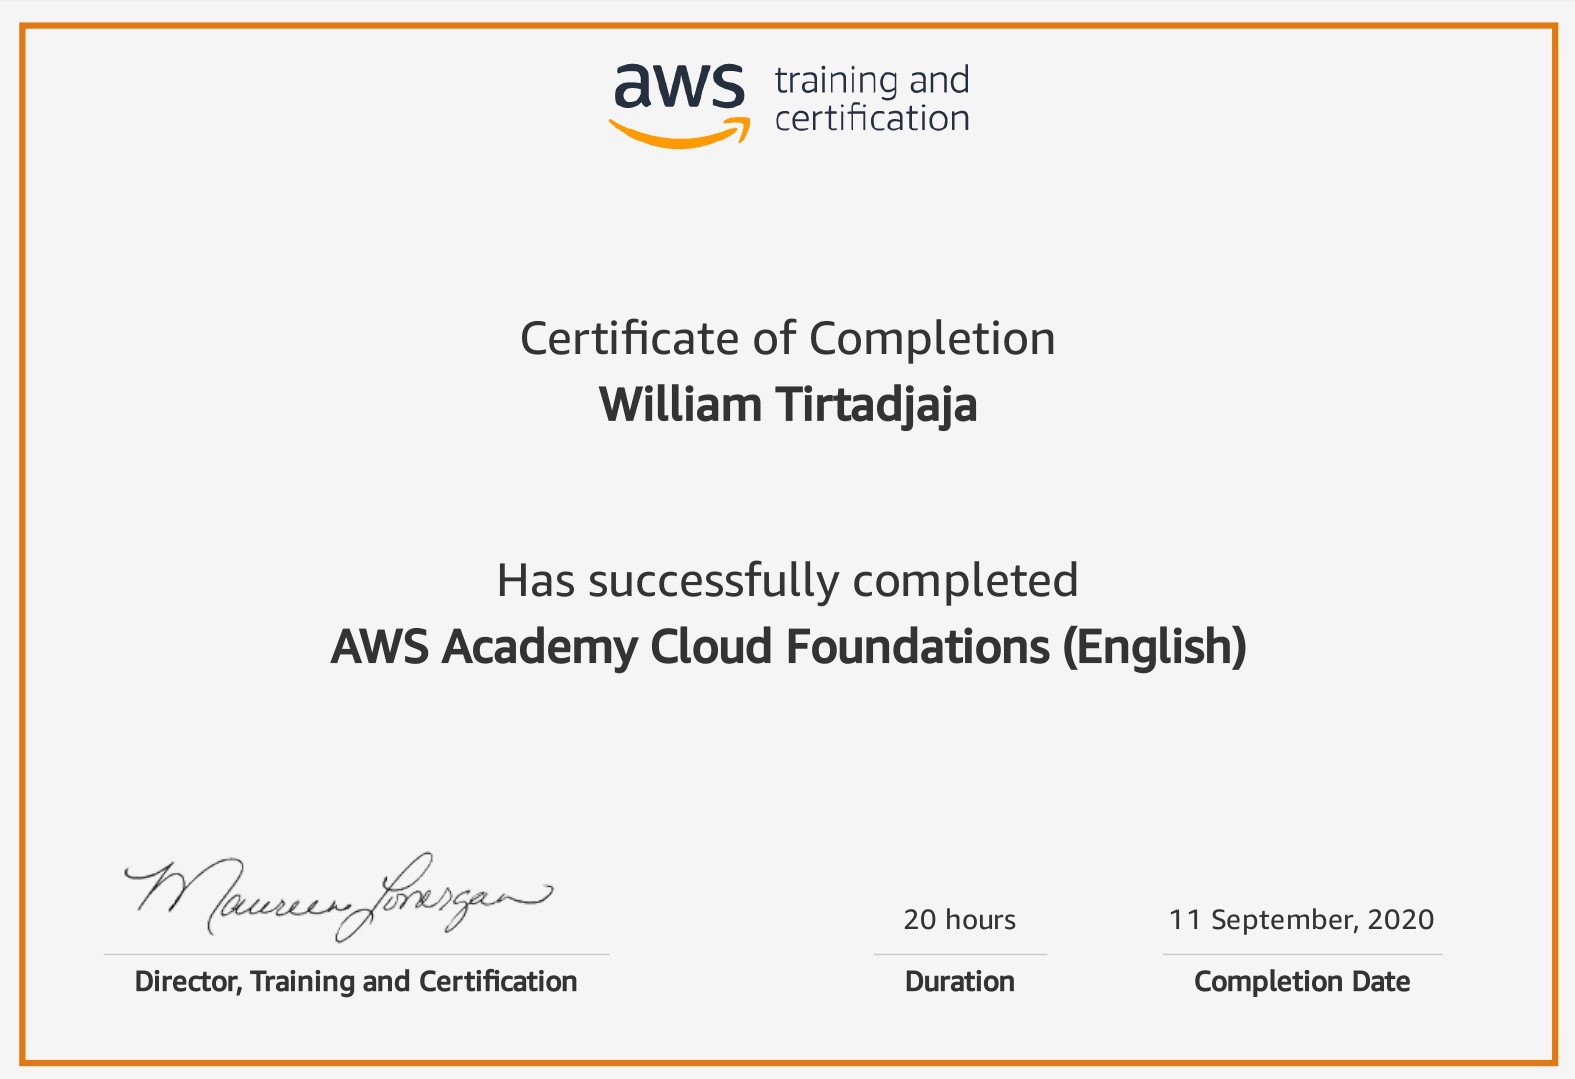 aws training and
certification
Certificate of Completion
William Tirtadjaja
Has successfully completed
AWS Academy Cloud Foundations (English)
Maureen Lonergan
Director, Training and Certification
20 hours
Duration
11 September, 2020
Completion Date